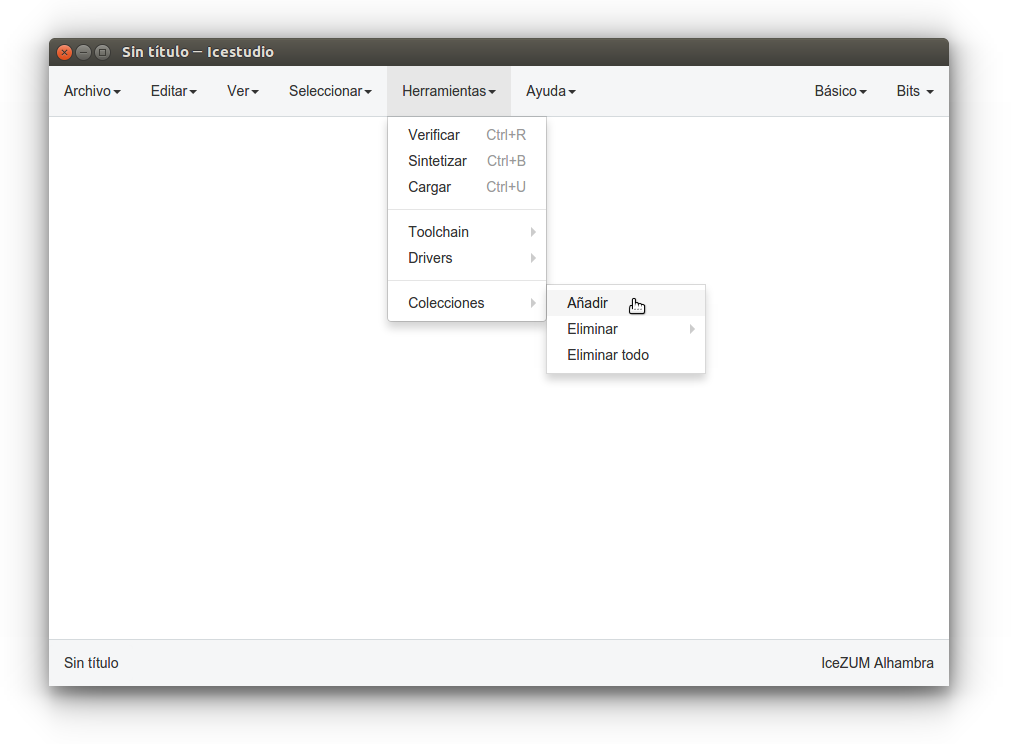 Sin título – Icestudio
Archivo Editar Ver Seleccionar Herramientas Ayuda Básico Bits
Verificar Ctrl+R
Sintetizar Ctrl+B
Cargar Ctrl+U
Toolchain
Drivers
Colecciones
Añadir
Eliminar
Eliminar todo
Sin título IceZUM Alhambra